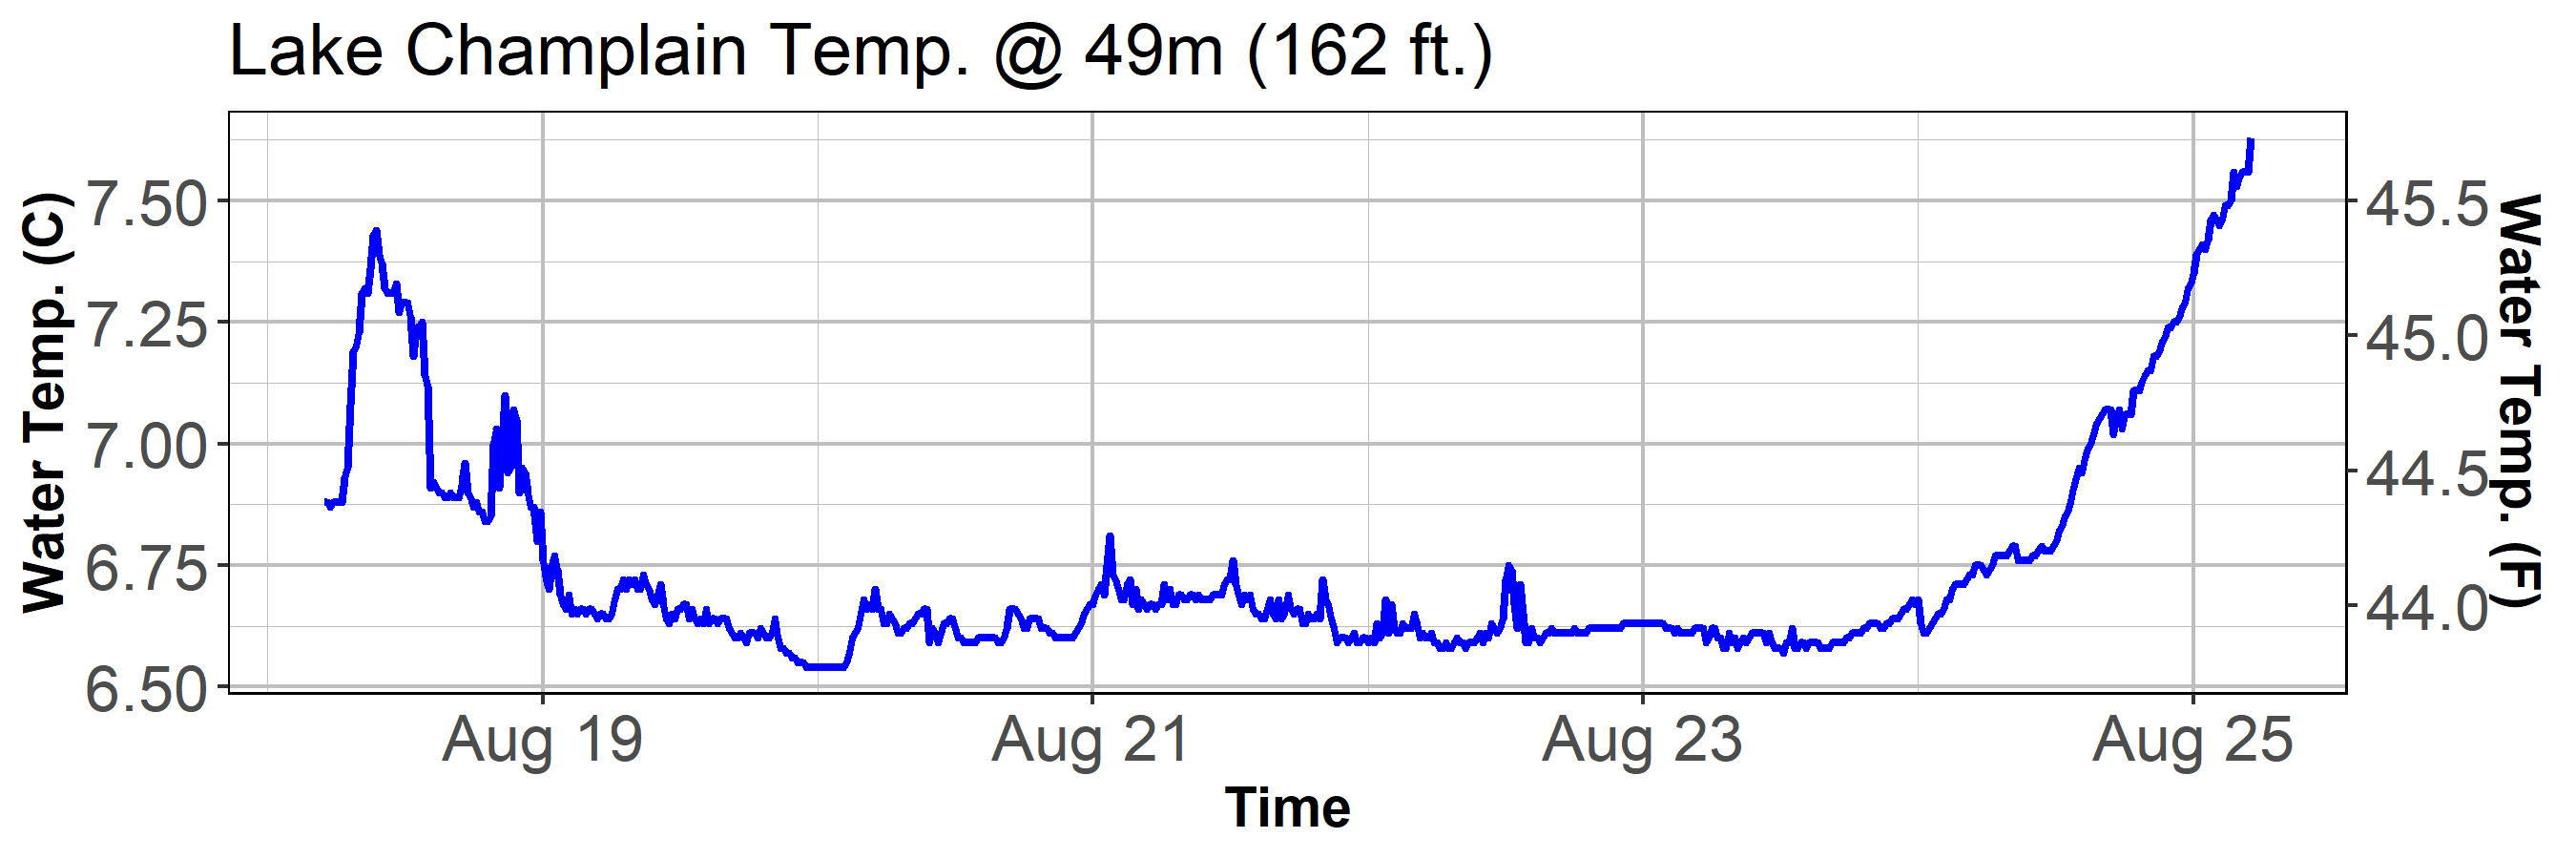 Lake Champlain Temp. @ 49m (162 ft.)
Water Temp. (C)
7.50
7.25
7.00
6.75
6.50
45.5
45.0
44.5
44.0
Water Temp. (F)
Aug 19 Aug 21 Aug 23 Aug 25
Time